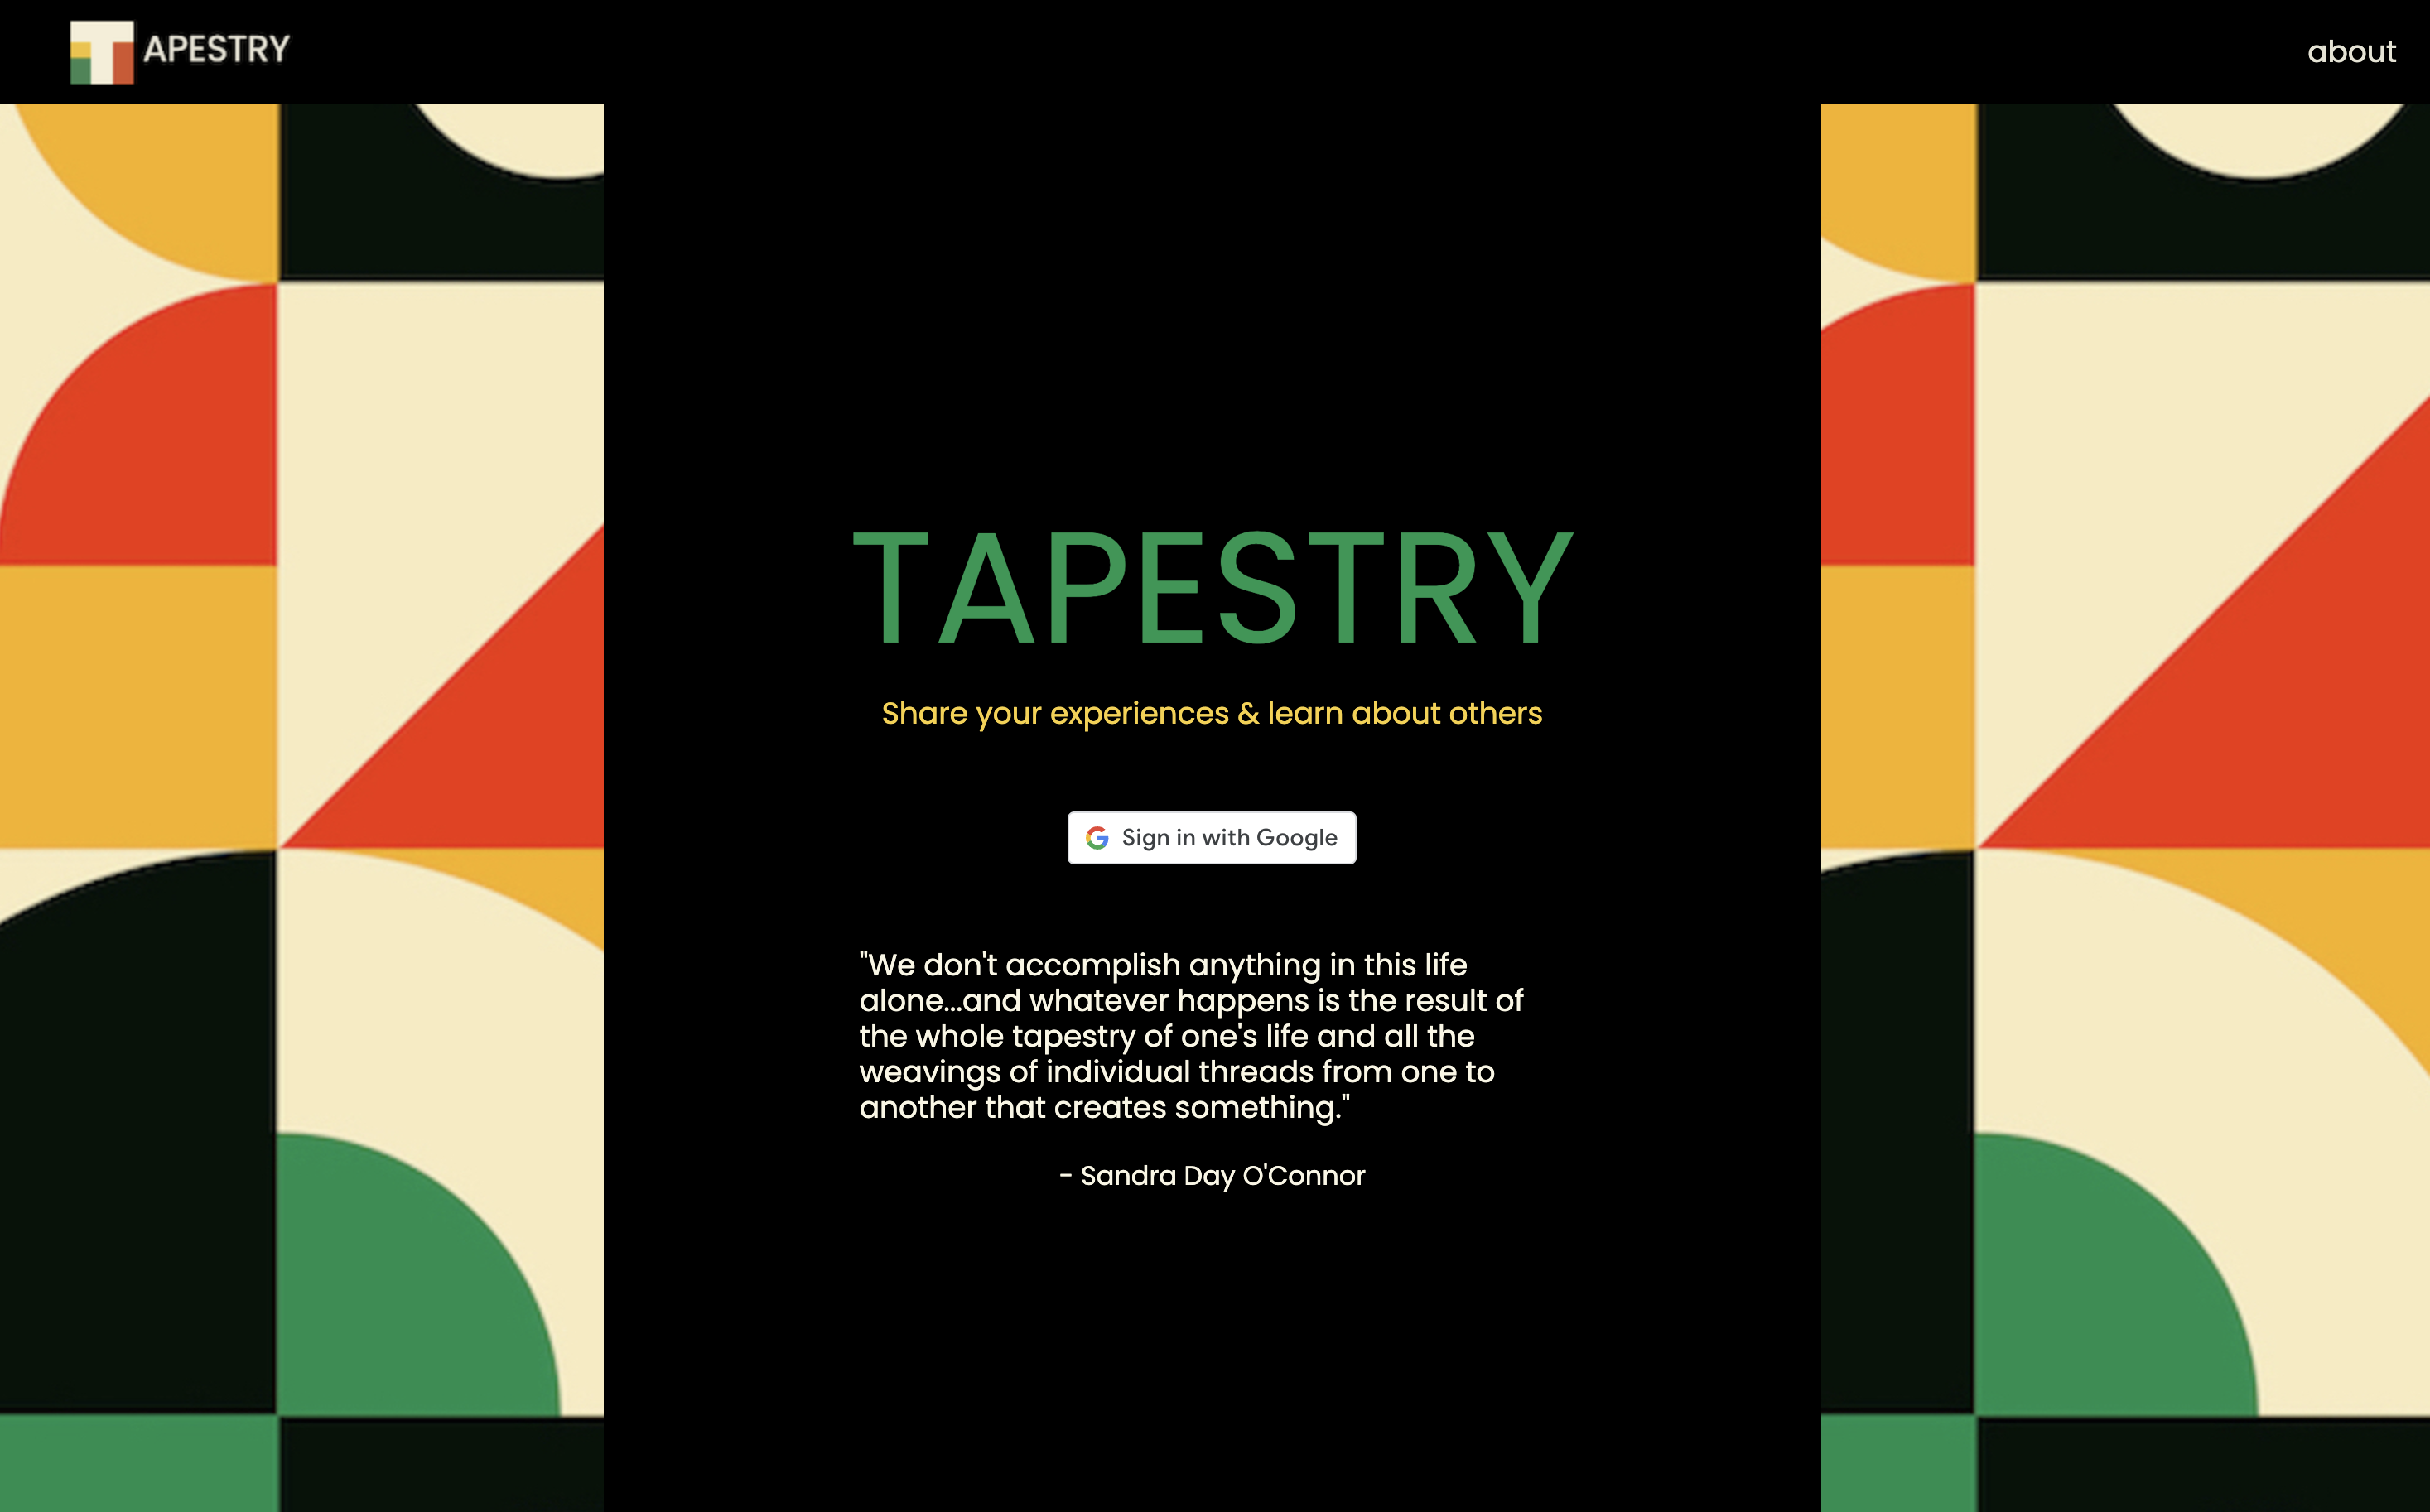 TAPESTRY
about
TAPESTRY
Share your experiences & learn about others
Sign in with Google
"We don't accomplish anything in this life
alone...and whatever happens is the result of
the whole tapestry of one's life and all the
weavings of individual threads from one to
another that creates something."
- Sandra Day O'Connor